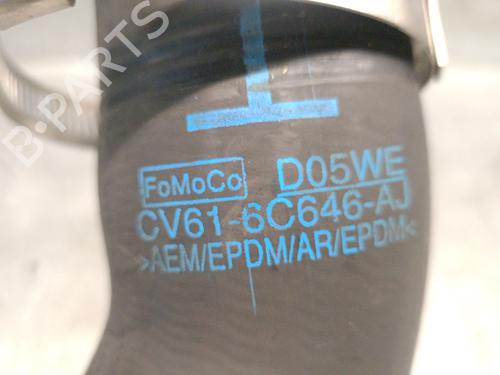 B-PARTS
FoMoCo D05WE
CV61-6C646-AJ
>AEM/EPDM/AR/EPDM<